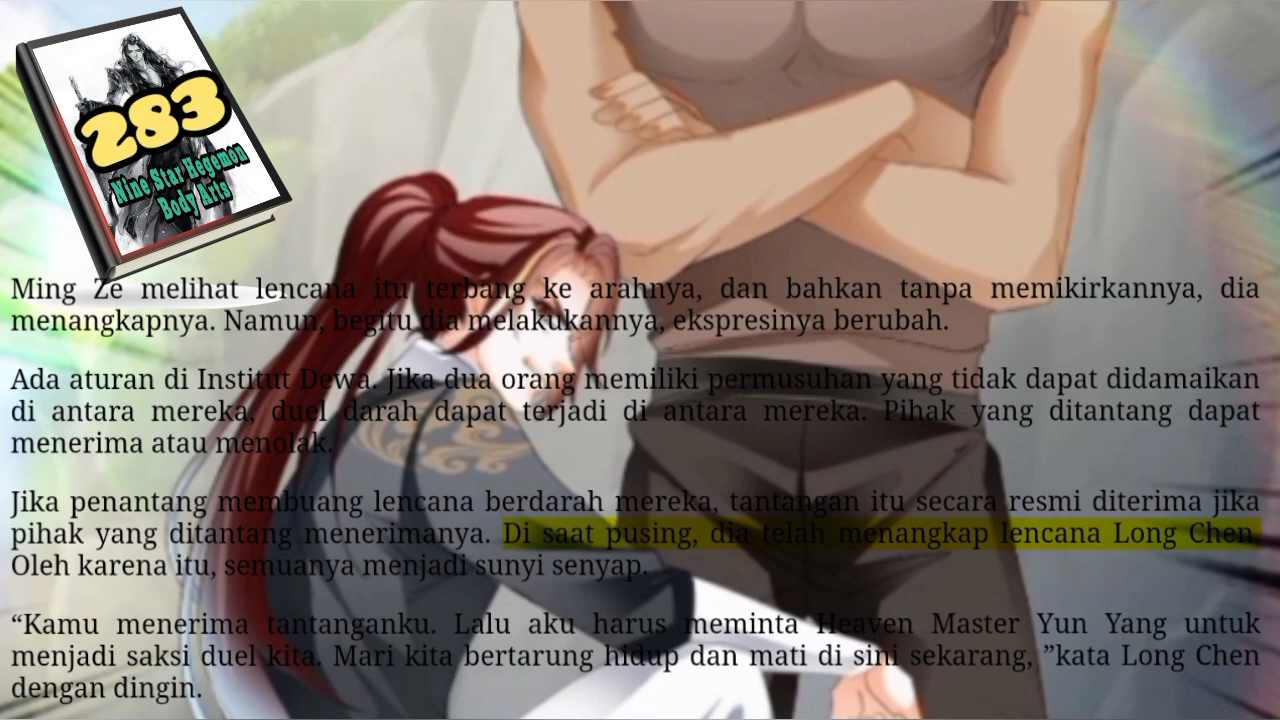 283
Nine Star Hegemon
Body Arts
Ming Ze melihat lencana itu terbang ke arahnya, dan bahkan tanpa memikirkannya, dia
menangkapnya. Namun, begitu dia melakukannya, ekspresinya berubah.
Ada aturan di Institut Dewa. Jika dua orang memiliki permusuhan yang tidak dapat didamaikan
di antara mereka, duel darah dapat terjadi di antara mereka. Pihak yang ditantang dapat
menerima atau menolak.
Jika penantang membuang lencana berdarah mereka, tantangan itu secara resmi diterima jika
pihak yang ditantang menerimanya. Di saat pusing, dia telah menangkap lencana Long Chen.
Oleh karena itu, semuanya menjadi sunyi senyap.
“Kamu menerima tantanganku. Lalu aku harus meminta Heaven Master Yun Yang untuk
menjadi saksi duel kita. Mari kita bertarung hidup dan mati di sini sekarang, ”kata Long Chen
dengan dingin.